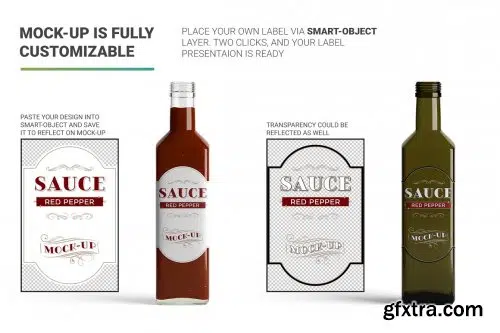 MOCK-UP IS FULLY
CUSTOMIZABLE
PLACE YOUR OWN LABEL VIA SMART-OBJECT
LAYER. TWO CLICKS, AND YOUR LABEL
PRESENTAION IS READY
PASTE YOUR DESIGN INTO
SMART-OBJECT AND SAVE
IT TO REFLECT ON MOCK-UP
SAUCE
RED PEPPER
MOCK-UP
SAUCE
RED PEPPER
MOCK-UP
TRANSPARENCY COULD BE
REFLECTED AS WELL
SAUCE
RED PEPPER
MOCK-UP
SAUCE
RED PEPPER
MOCK-UP
gfxtra.com